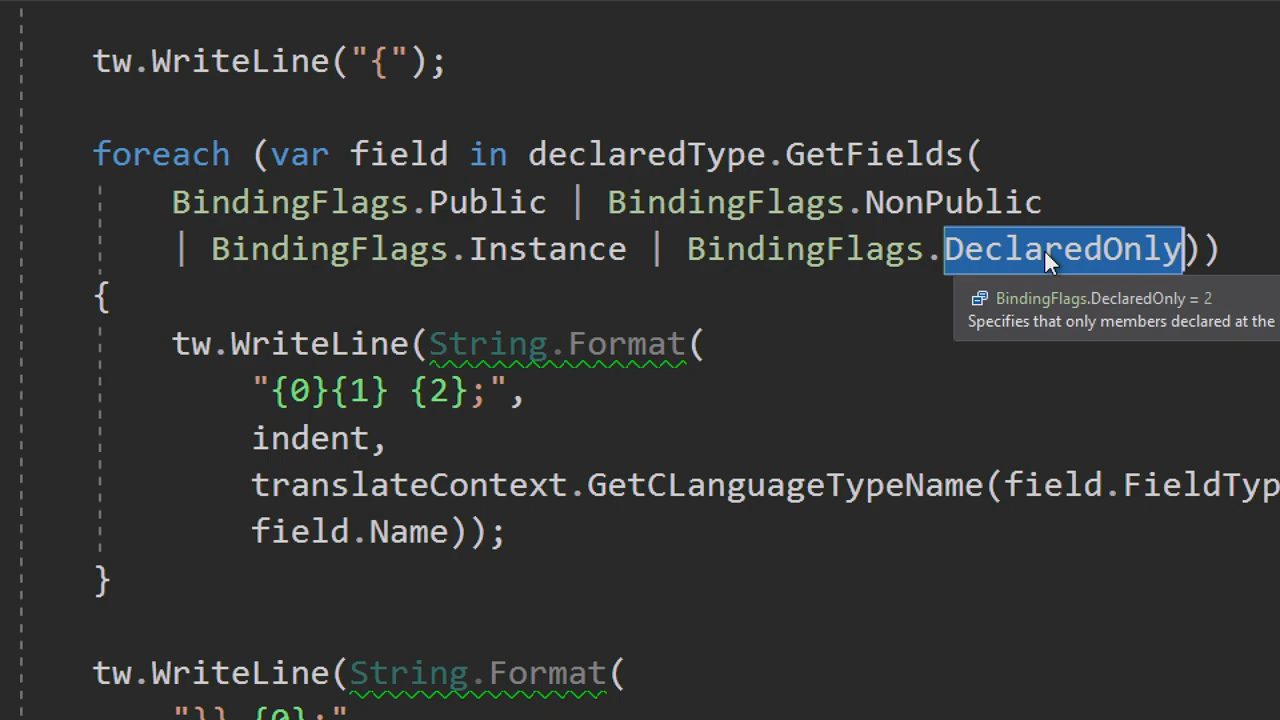 tw.WriteLine("{");
foreach (var field in declaredType.GetFields(
BindingFlags.Public | BindingFlags.NonPublic
| BindingFlags.Instance | BindingFlags.DeclaredOnly))
{
BindingFlags.DeclaredOnly = 2
Specifies that only members declared at the
tw.WriteLine(String.Format(
"{0}{1} {2};",
indent,
translateContext.GetCLanguageTypeName(field.FieldTyp
field.Name));
}
tw.WriteLine(String.Format(
"}} {0};"